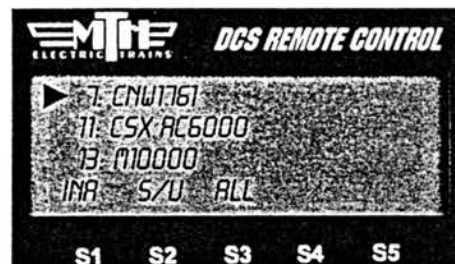 MTH
ELECTRIC TRAINS
DCS REMOTE CONTROL
7. CNW1761
11. CSX AC6000
13. M10000
INA S/U ALL
S1 S2 S3 S4 S5